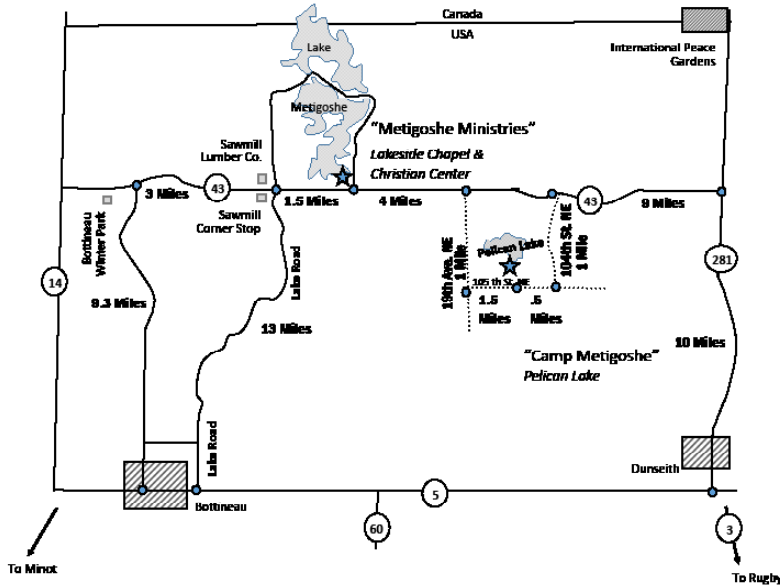 Canada
USA
International Peace
Gardens
Lake
Metigoshe
"Metigoshe Ministries"
Lakeside Chapel &
Christian Center
Sawmill
Lumber Co.
3 Miles
43
1.5 Miles
4 Miles
43
9 Miles
Sawmill
Corner Stop
Bottineau
Winter Park
Lake Road
Pelican Lake
19th Ave. NE
1 Mile
104th St. NE
1 Mile
105 th St. NE
1.5
Miles
.5
Miles
281
14
9.3 Miles
13 Miles
10 Miles
"Camp Metigoshe"
Pelican Lake
Lake Road
Dunseith
Bottineau
5
60
3
To Minot
To Rugby